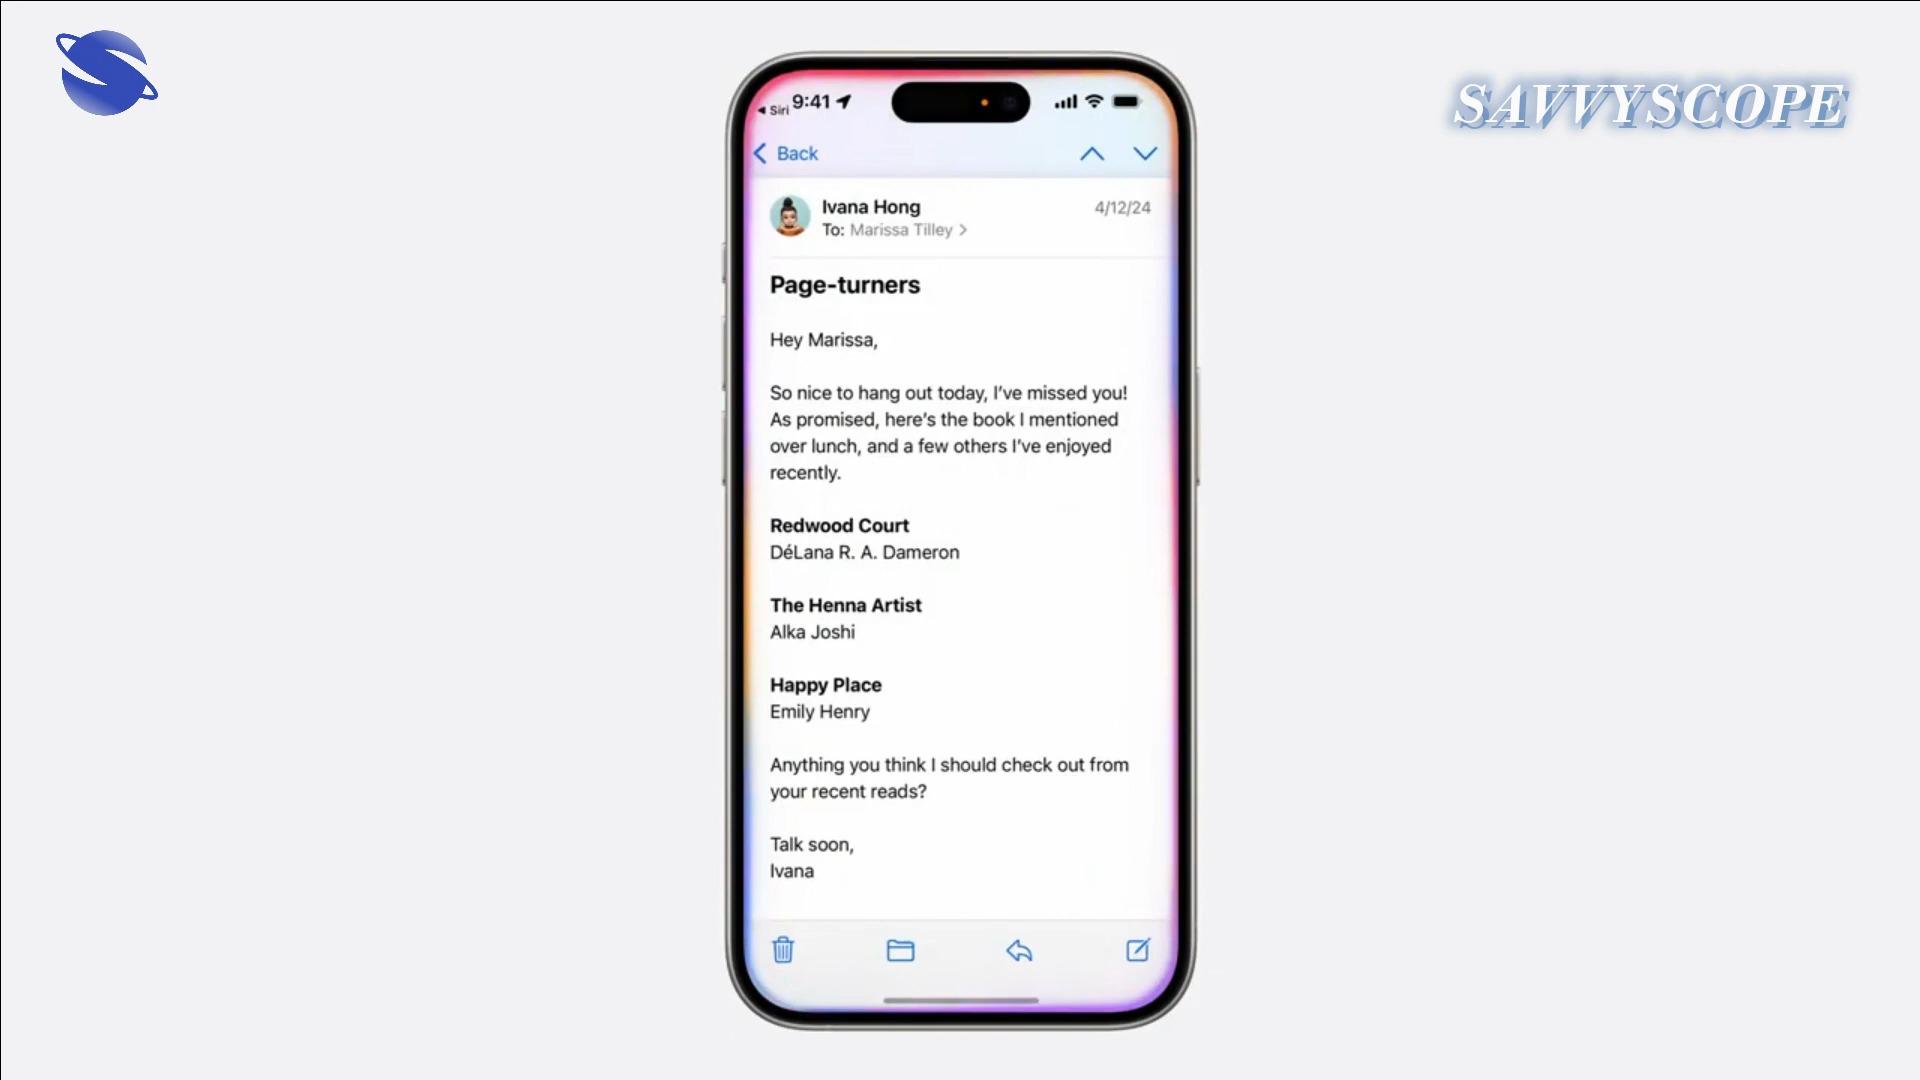 SAVVYSCOPE
Siri 9:41
Back
Ivana Hong
4/12/24
To: Marissa Tilley
Page-turners
Hey Marissa,
So nice to hang out today, I've missed you!
As promised, here's the book I mentioned
over lunch, and a few others I've enjoyed
recently.
Redwood Court
DéLana R. A. Dameron
The Henna Artist
Alka Joshi
Happy Place
Emily Henry
Anything you think I should check out from
your recent reads?
Talk soon,
Ivana